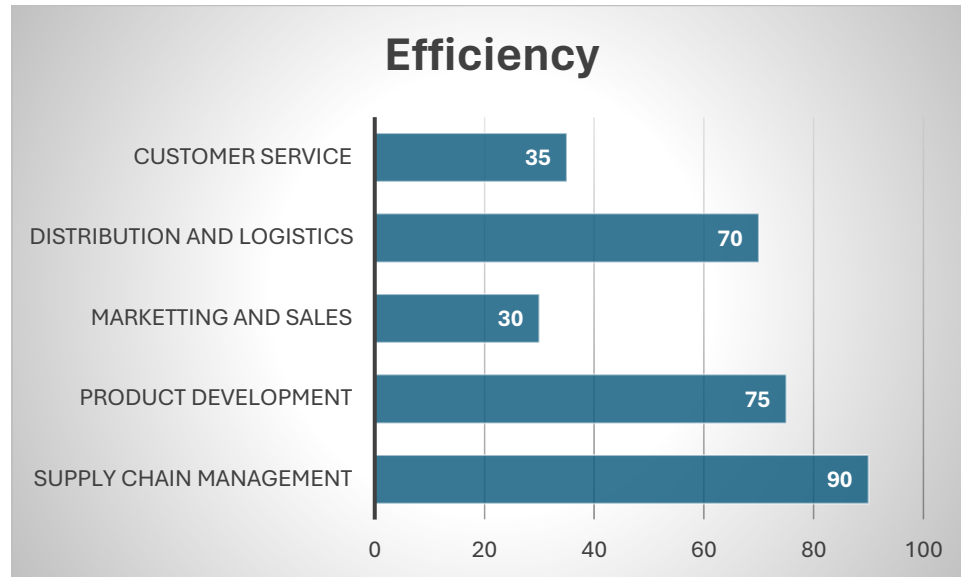 Efficiency
CUSTOMER SERVICE
35
DISTRIBUTION AND LOGISTICS
70
MARKETTING AND SALES
30
PRODUCT DEVELOPMENT
75
SUPPLY CHAIN MANAGEMENT
90
0 20 40 60 80 100